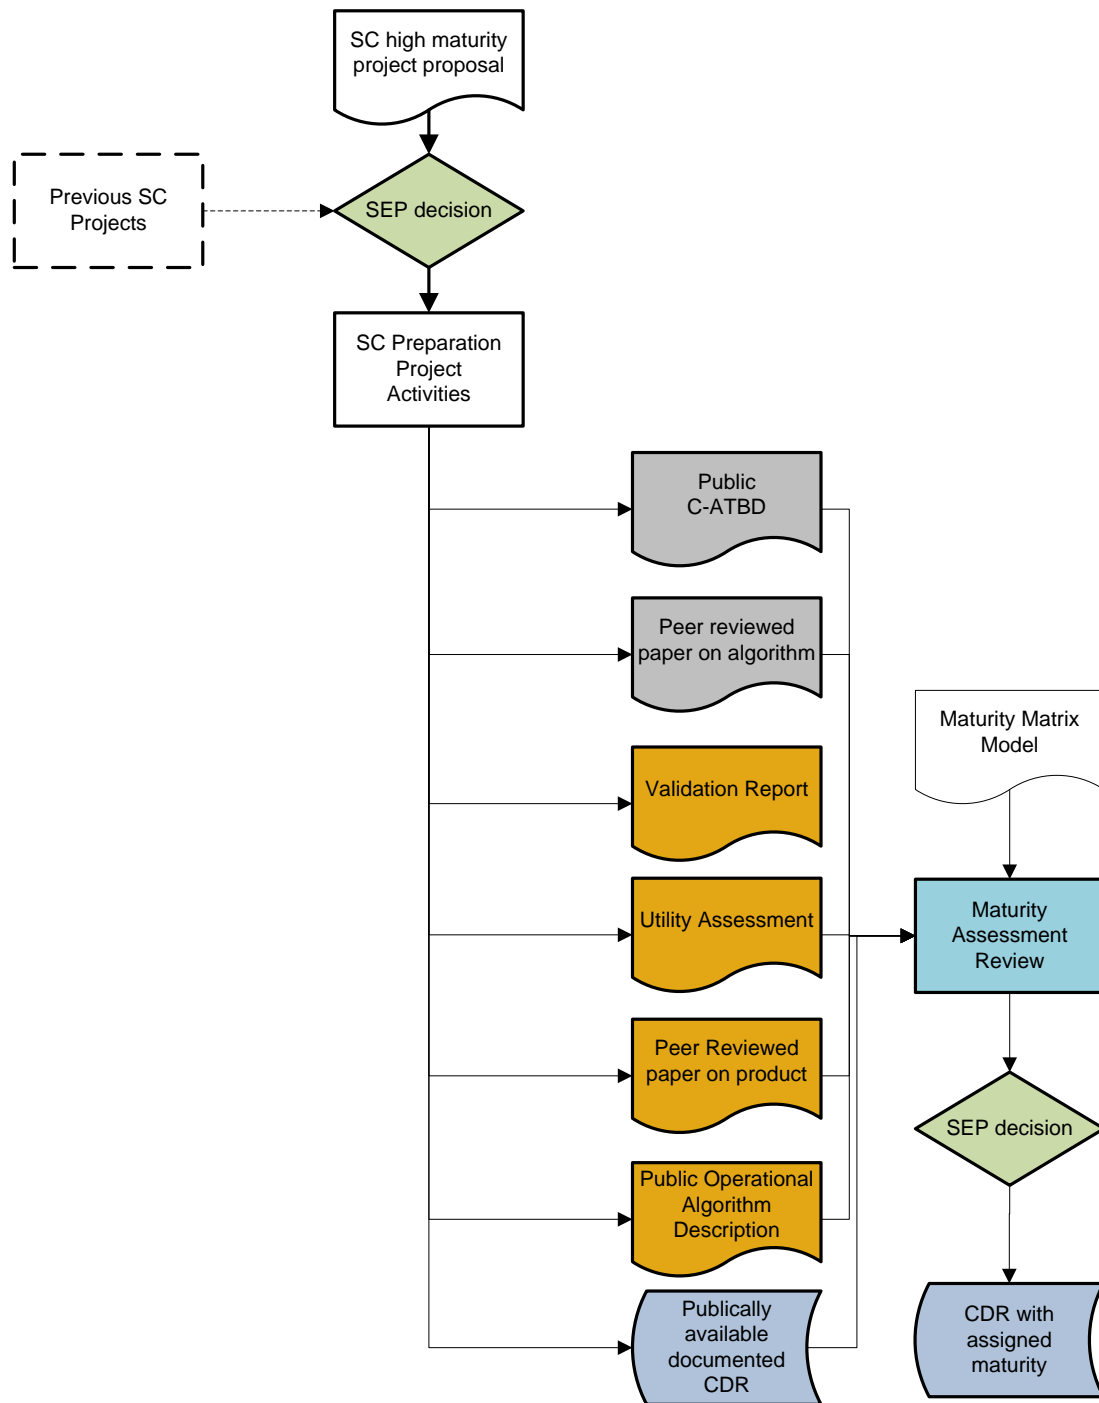 SC high maturity
project proposal
Previous SC
Projects
SEP decision
SC Preparation
Project
Activities
Public
C-ATBD
Peer reviewed
paper on algorithm
Validation Report
Utility Assessment
Peer Reviewed
paper on product
Public Operational
Algorithm
Description
Publically
available
documented
CDR
Maturity Matrix
Model
Maturity
Assessment
Review
SEP decision
CDR with
assigned
maturity